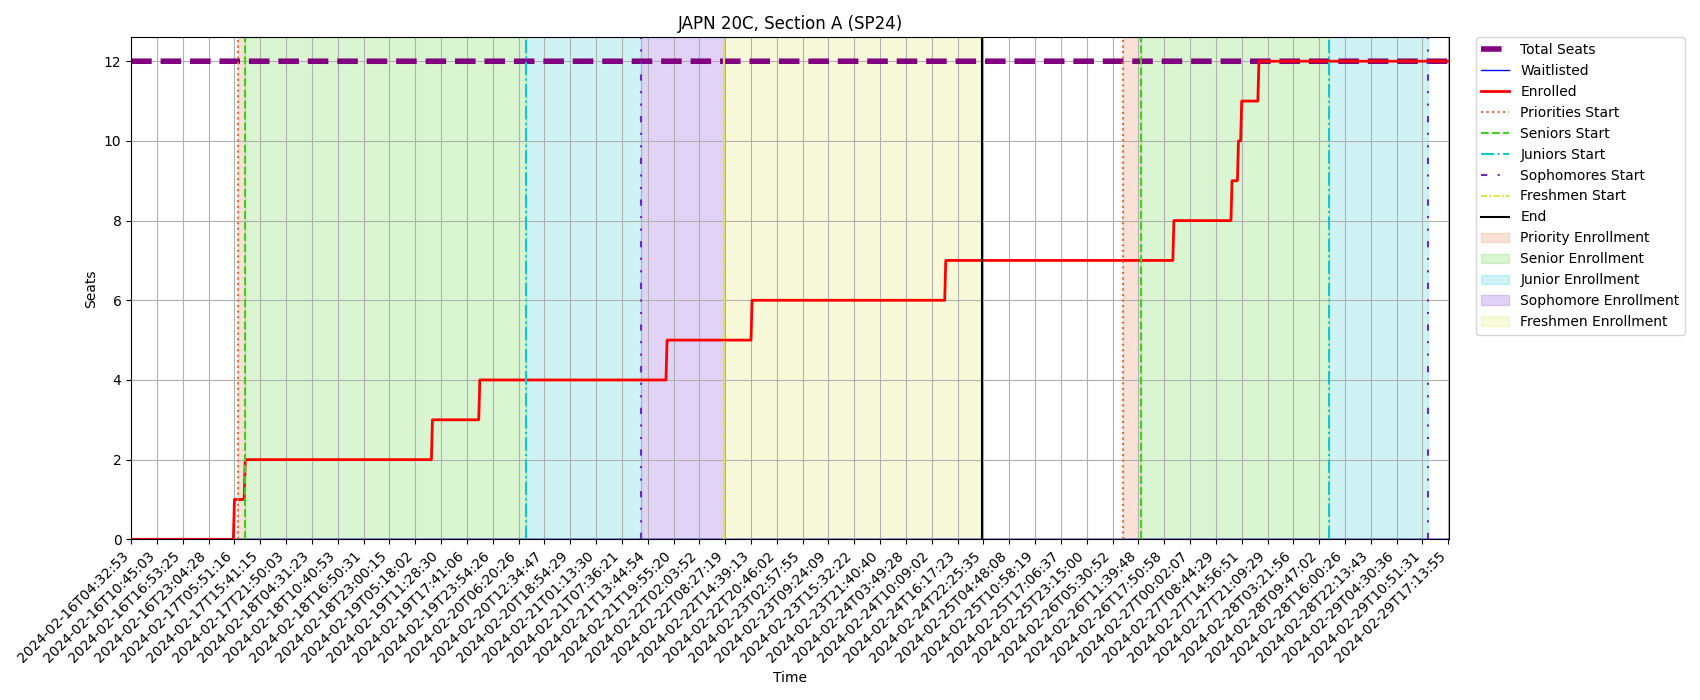 JAPN 20C, Section A (SP24)
Seats
12
10
8
6
4
2
0
2024-02-16T04:32:53
2024-02-16T10:45:03
2024-02-16T16:53:25
2024-02-16T23:04:28
2024-02-17T05:51:16
2024-02-17T15:41:15
2024-02-17T21:50:03
2024-02-18T04:31:23
2024-02-18T10:40:53
2024-02-18T16:50:31
2024-02-18T23:00:15
2024-02-19T05:18:02
2024-02-19T11:28:30
2024-02-19T17:41:06
2024-02-19T23:54:26
2024-02-20T06:20:26
2024-02-20T12:34:47
2024-02-20T18:54:29
2024-02-21T01:13:30
2024-02-21T07:36:21
2024-02-21T13:44:54
2024-02-21T19:55:20
2024-02-22T02:03:52
2024-02-22T08:27:19
2024-02-22T14:39:13
2024-02-22T20:46:02
2024-02-23T02:57:55
2024-02-23T09:24:09
2024-02-23T15:32:22
2024-02-23T21:40:40
2024-02-24T03:49:28
2024-02-24T10:09:02
2024-02-24T16:17:23
2024-02-24T22:25:35
2024-02-25T04:48:08
2024-02-25T10:58:19
2024-02-25T17:06:37
2024-02-25T23:15:00
2024-02-26T05:30:52
2024-02-26T11:39:48
2024-02-26T17:50:58
2024-02-27T00:02:07
2024-02-27T08:44:29
2024-02-27T14:56:51
2024-02-27T21:09:29
2024-02-28T03:21:56
2024-02-28T09:47:02
2024-02-28T16:00:26
2024-02-28T22:13:43
2024-02-29T04:30:36
2024-02-29T10:51:31
2024-02-29T17:13:55
Time
Total Seats
Waitlisted
Enrolled
Priorities Start
Seniors Start
Juniors Start
Sophomores Start
Freshmen Start
End
Priority Enrollment
Senior Enrollment
Junior Enrollment
Sophomore Enrollment
Freshmen Enrollment